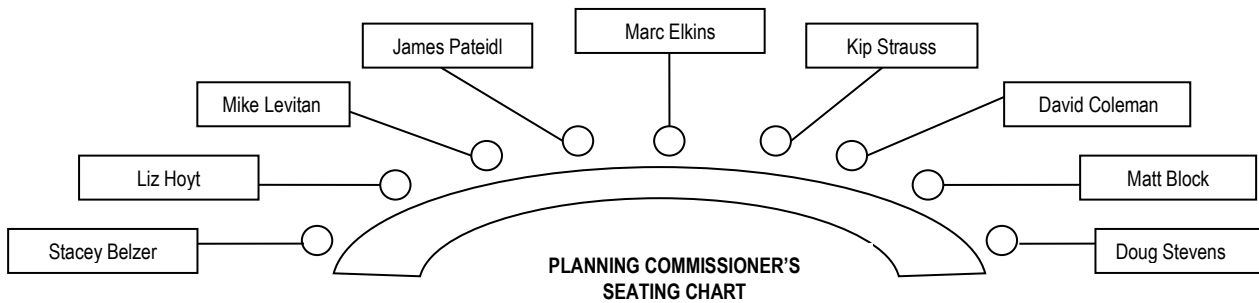 Marc Elkins
James Pateidl
Kip Strauss
Mike Levitan
David Coleman
Liz Hoyt
Matt Block
Stacey Belzer
Doug Stevens
PLANNING COMMISSIONER'S
SEATING CHART